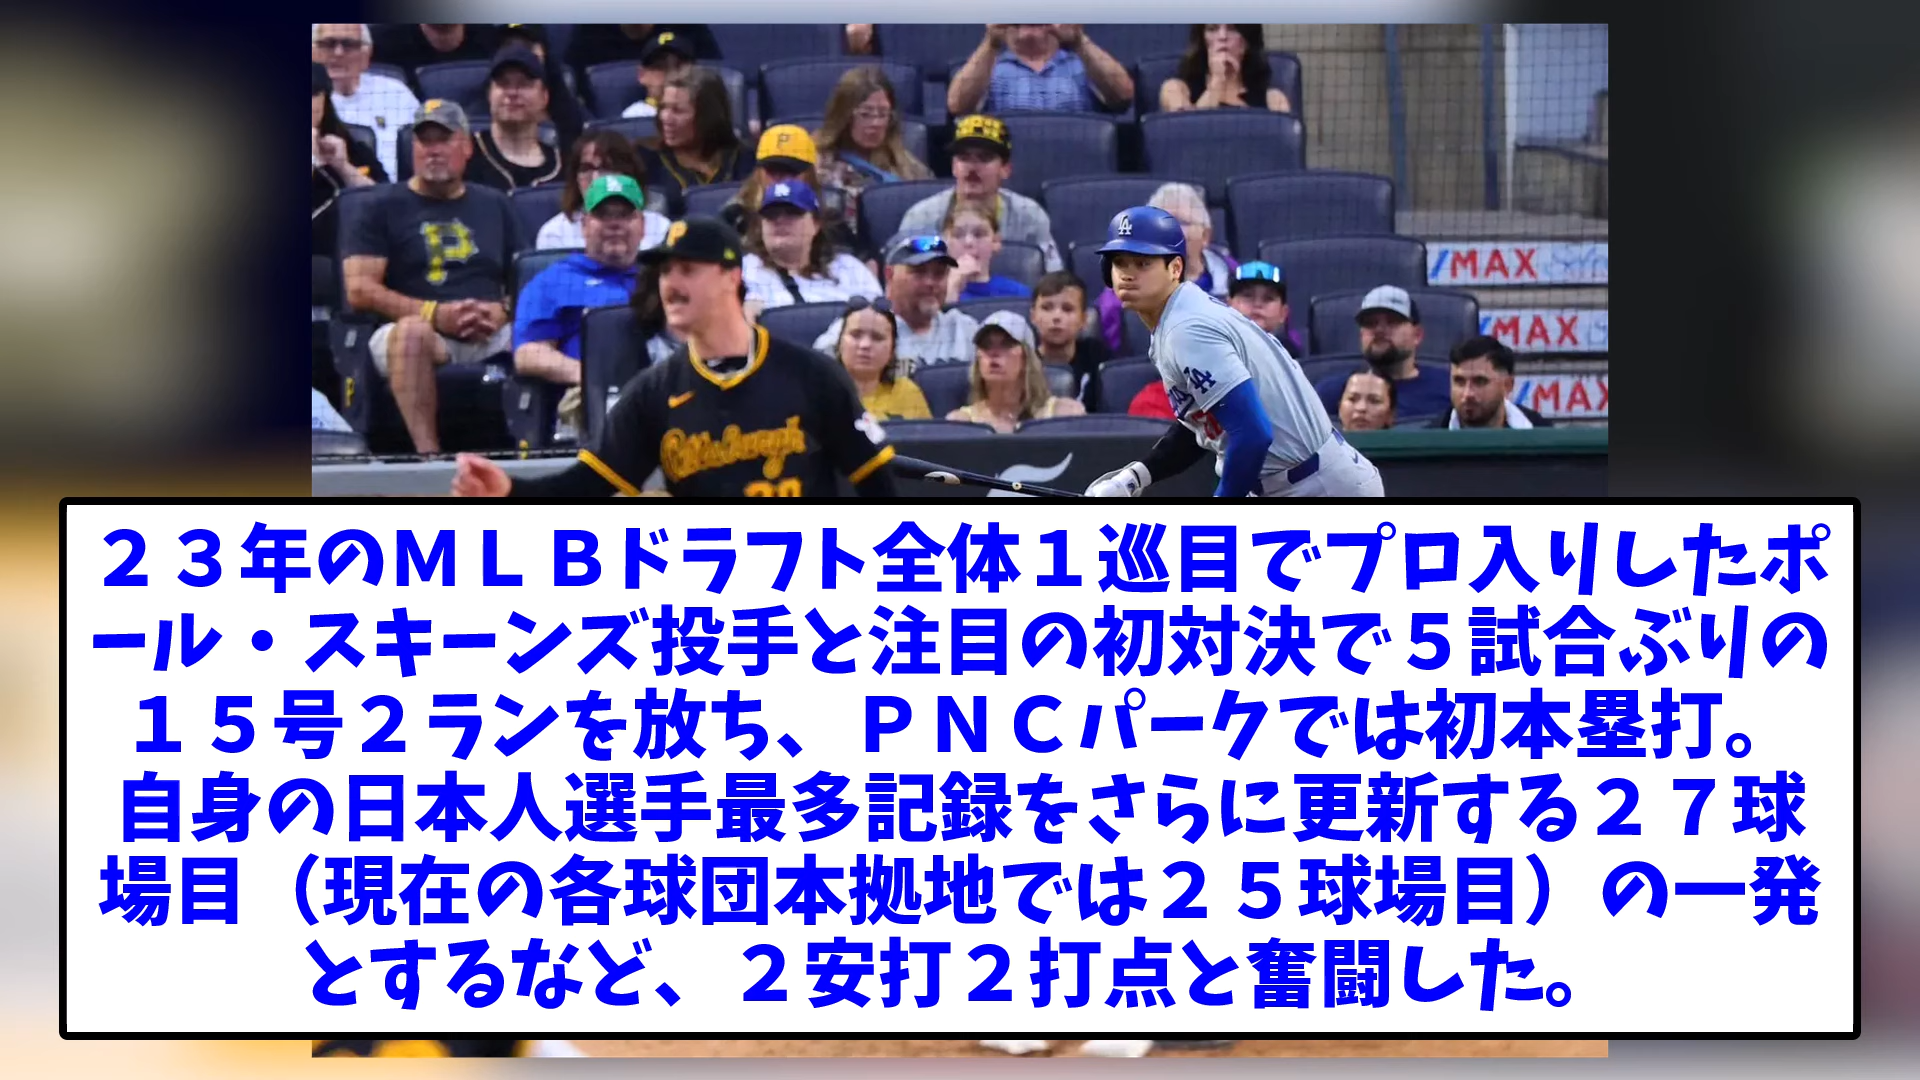 P
P
P
LA
/MAX
/MAX
/MAX
Pittsburgh
LA
２３年のＭＬＢドラフト全体１巡目でプロ入りしたポ
ール・スキーンズ投手と注目の初対決で５試合ぶりの
１５号２ランを放ち、ＰＮＣパークでは初本塁打。
自身の日本人選手最多記録をさらに更新する２７球
場目（現在の各球団本拠地では２５球場目）の一発
とするなど、２安打２打点と奮闘した。